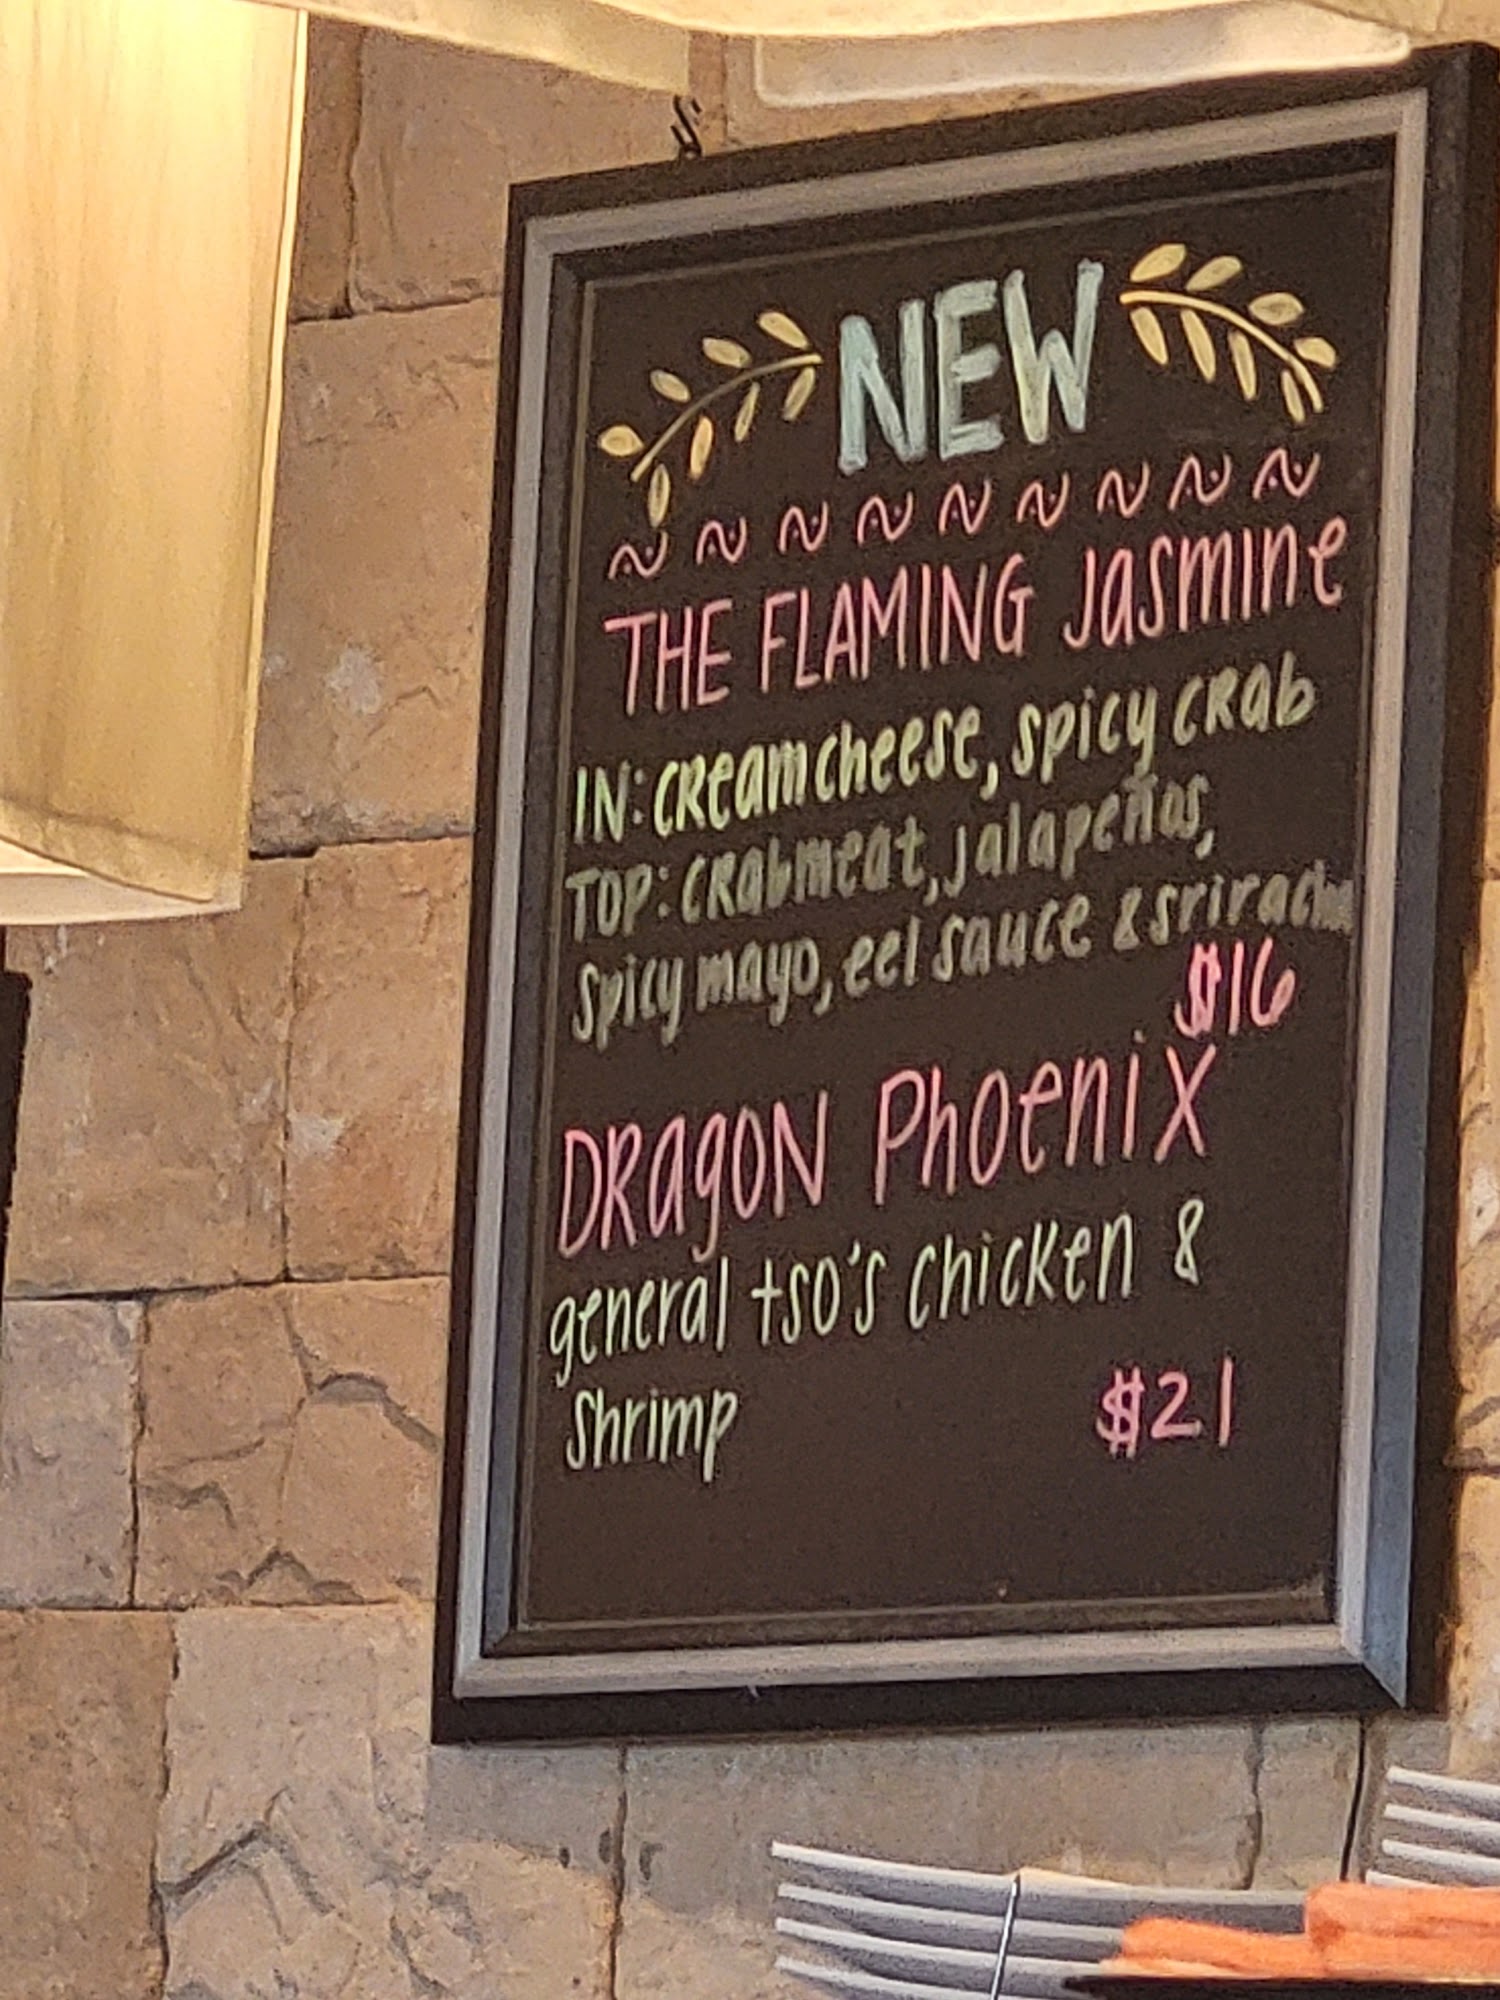 NEW
THE FLAMING Jasmine
IN: creamcheese, spicy crab
TOP: crabmeat, jalapeños,
Spicy mayo, eel sauce & sriracha
$16
DRagON PhoeniX
general tso's chicken &
Shrimp
$21